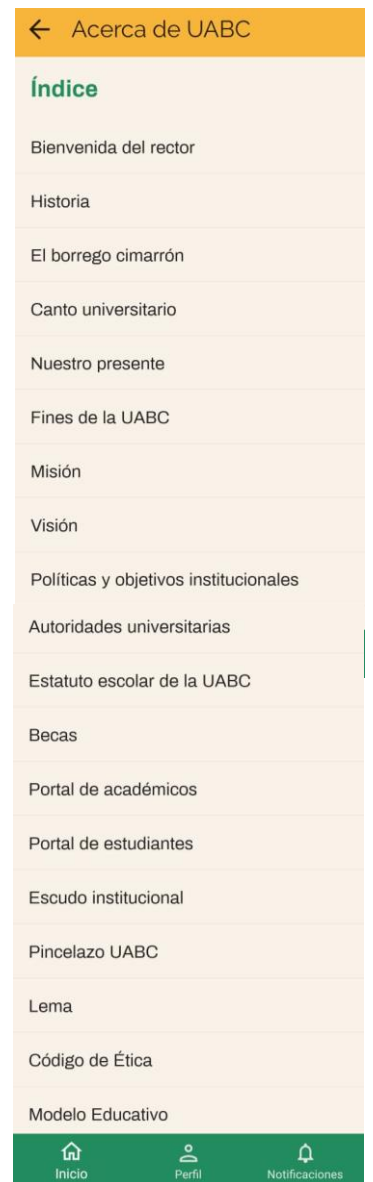 Acerca de UABC
Índice
Bienvenida del rector
Historia
El borrego cimarrón
Canto universitario
Nuestro presente
Fines de la UABC
Misión
Visión
Políticas y objetivos institucionales
Autoridades universitarias
Estatuto escolar de la UABC
Becas
Portal de académicos
Portal de estudiantes
Escudo institucional
Pincelazo UABC
Lema
Código de Ética
Modelo Educativo
Inicio Perfil Notificaciones